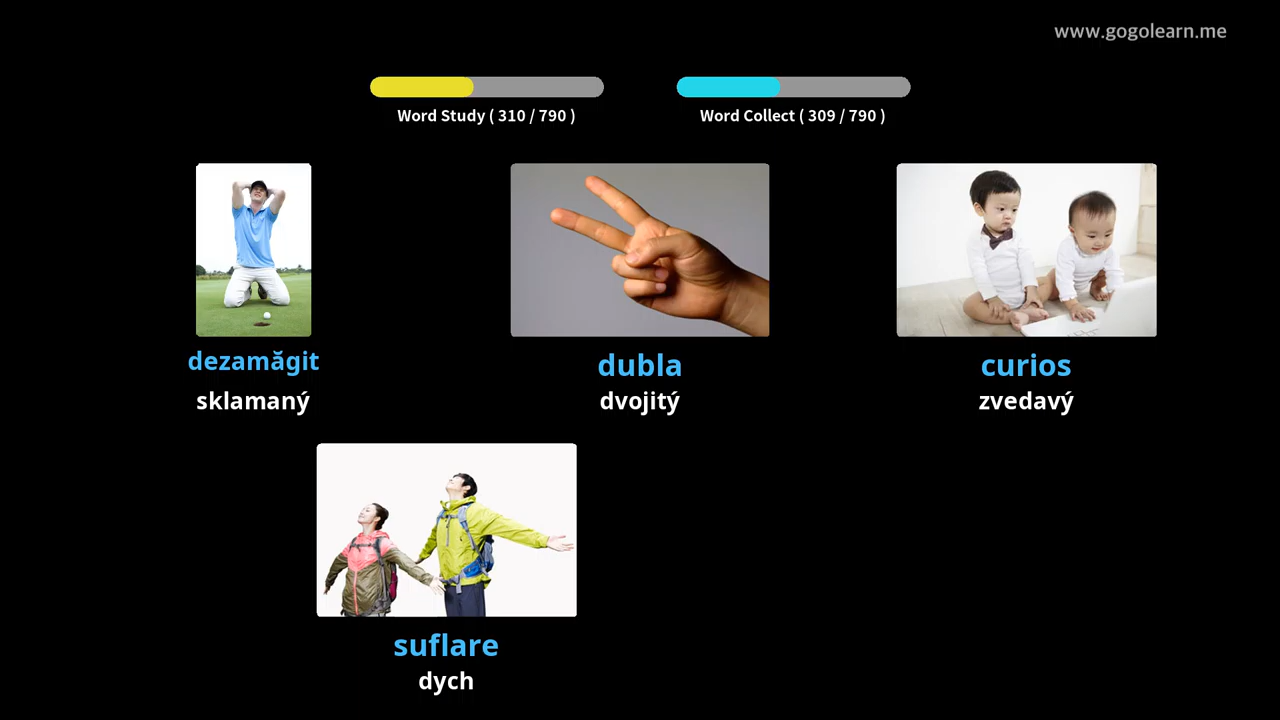 www.gogolearn.me
Word Study ( 310 / 790 )
Word Collect ( 309 / 790 )
dezamăgit
sklamaný
dubla
dvojitý
curios
zvedavý
suflare
dych